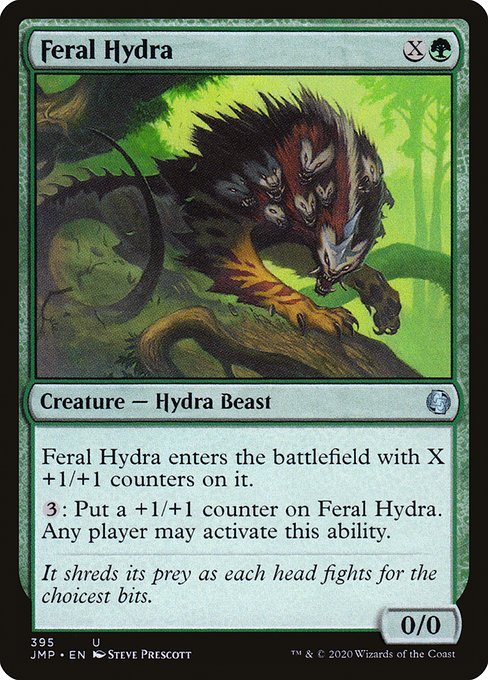 Feral Hydra X
Creature — Hydra Beast
Feral Hydra enters the battlefield with X
+1/+1 counters on it.
3: Put a +1/+1 counter on Feral Hydra.
Any player may activate this ability.
It shreds its prey as each head fights for the
choicest bits.
0/0
395 U
JMP • EN Steve Prescott ™ & © 2020 Wizards of the Coast